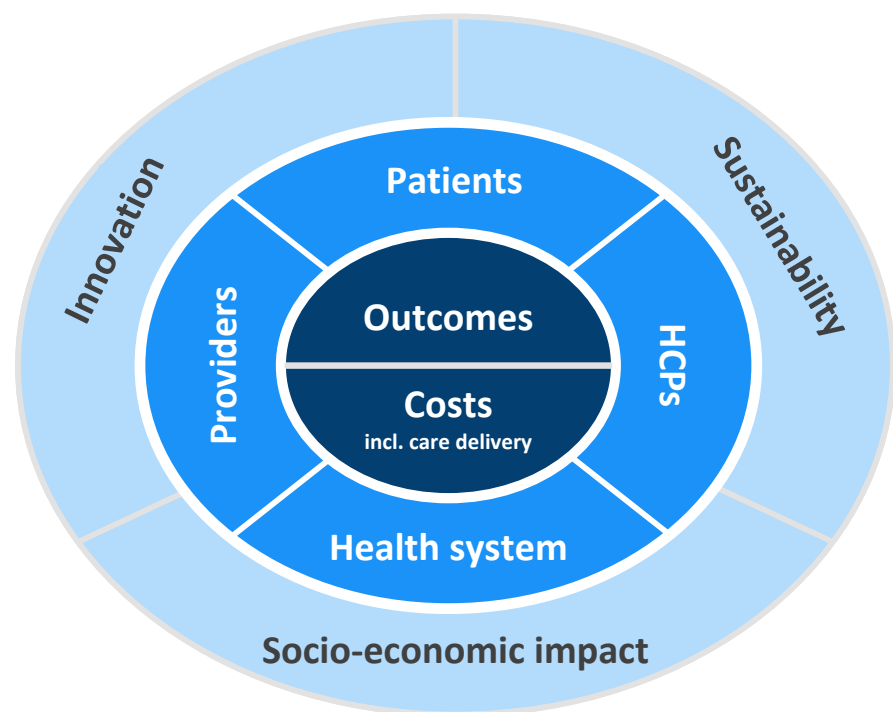 Innovation
Sustainability
Patients
Providers
HCPs
Outcomes
Costs
incl. care delivery
Health system
Socio-economic impact